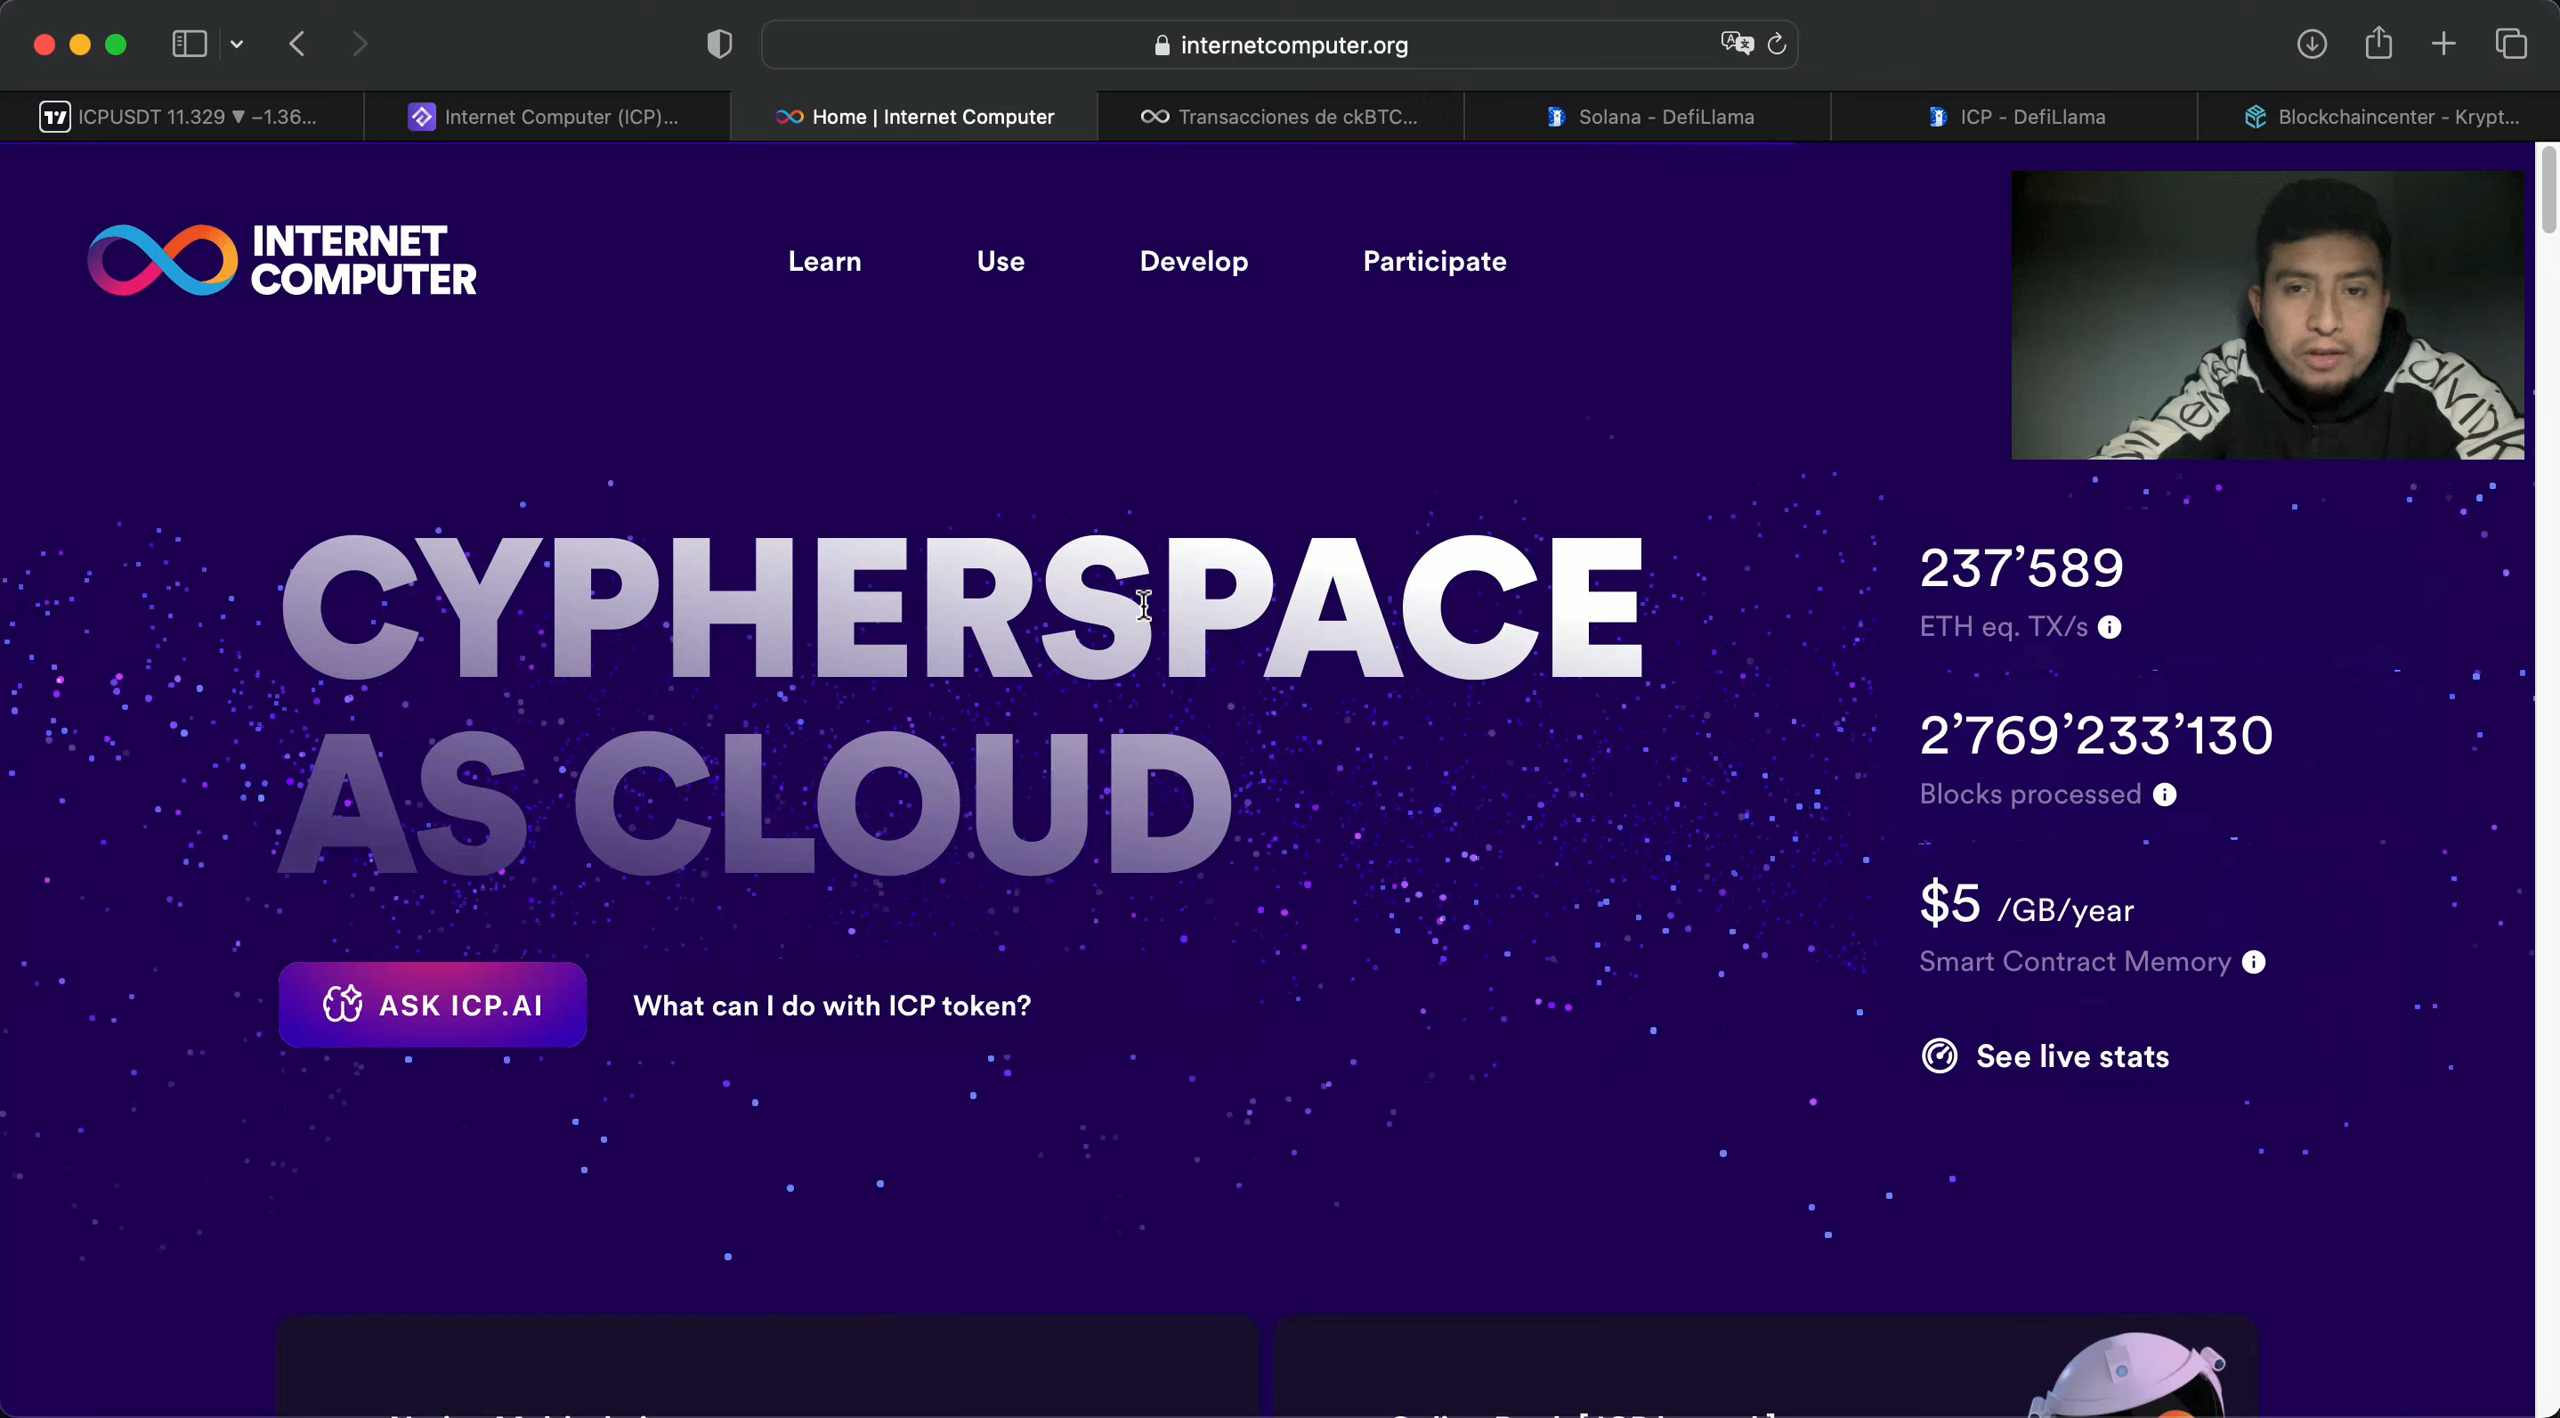 internetcomputer.org
ICPUSDT 11.329 ▼ −1.36...
Internet Computer (ICP)...
Home | Internet Computer
Transacciones de ckBTC...
Solana - DefiLlama
ICP - DefiLlama
Blockchaincenter - Krypt...
INTERNET
COMPUTER
Learn
Use
Develop
Participate
CYPHERSPACE
AS CLOUD
ASK ICP.AI
What can I do with ICP token?
237’589
ETH eq. TX/s
2’769’233’130
Blocks processed
$5 /GB/year
Smart Contract Memory
See live stats